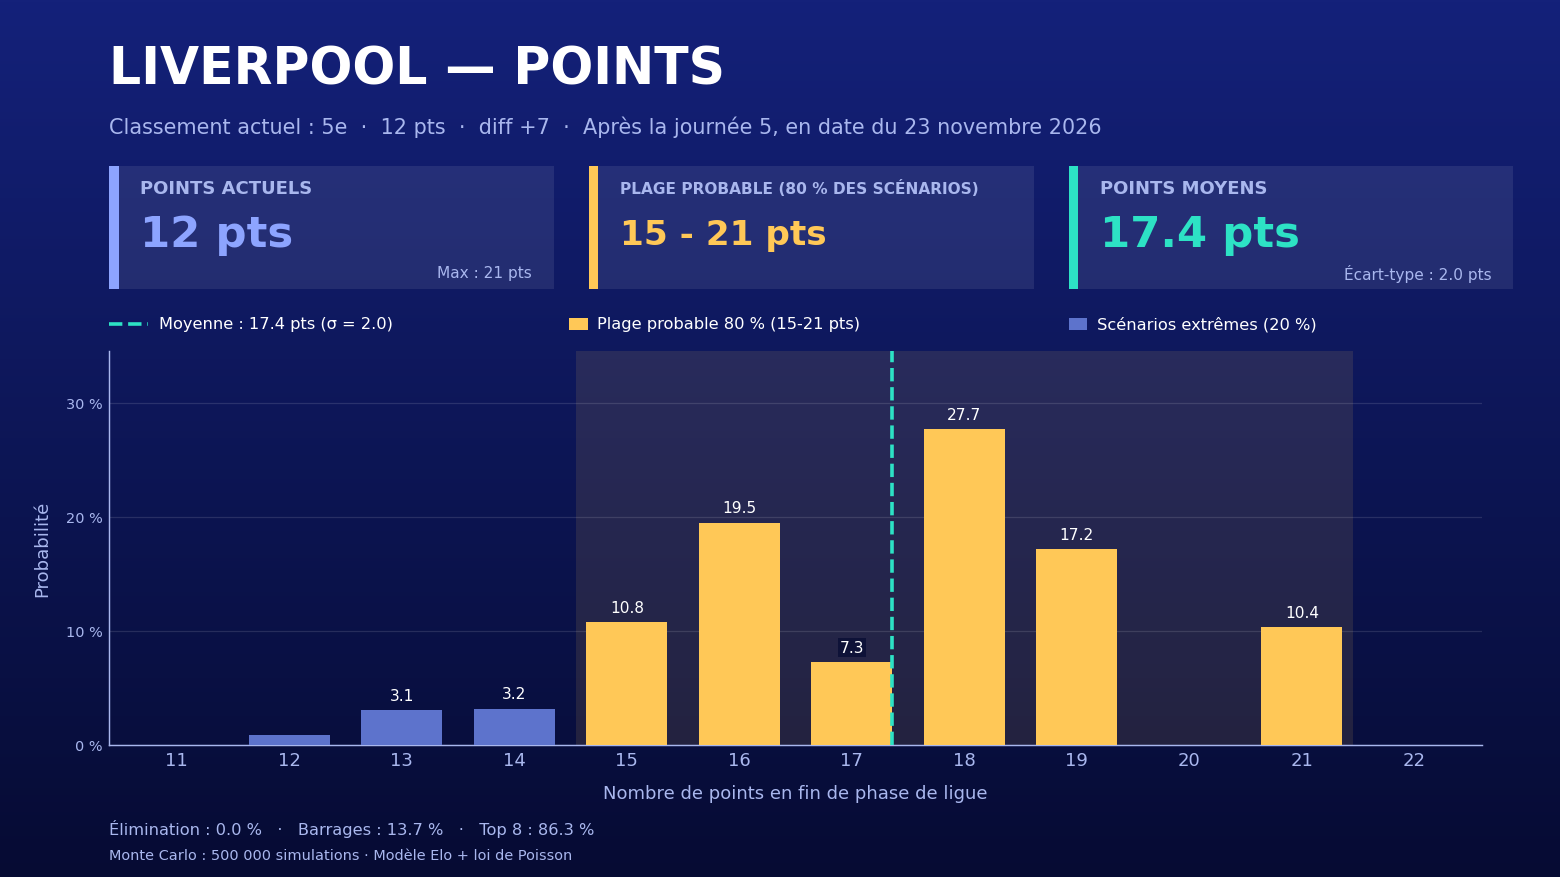 LIVERPOOL — POINTS
Classement actuel : 5e · 12 pts · diff +7 · Après la journée 5, en date du 23 novembre 2026
POINTS ACTUELS
12 pts
Max : 21 pts
PLAGE PROBABLE (80 % DES SCÉNARIOS)
15 - 21 pts
POINTS MOYENS
17.4 pts
Écart-type : 2.0 pts
Moyenne : 17.4 pts (σ = 2.0)
Plage probable 80 % (15-21 pts)
Scénarios extrêmes (20 %)
Probabilité
30 %
20 %
10 %
0 %
3.1
3.2
10.8
19.5
7.3
27.7
17.2
10.4
11 12 13 14 15 16 17 18 19 20 21 22
Nombre de points en fin de phase de ligue
Élimination : 0.0 % · Barrages : 13.7 % · Top 8 : 86.3 %
Monte Carlo : 500 000 simulations · Modèle Elo + loi de Poisson